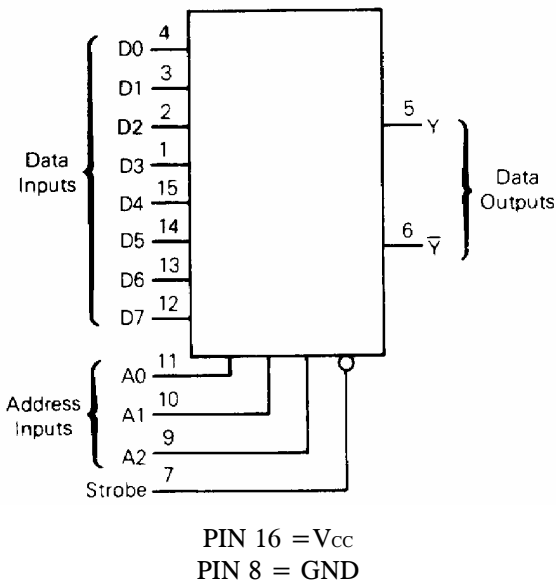 D0 4
D1 3
D2 2
D3 1
D4 15
D5 14
D6 13
D7 12
Data
Inputs
5 Y
6 Y̅
Data
Outputs
A0 11
A1 10
A2 9
Address
Inputs
Strobe 7
PIN 16 =Vcc
PIN 8 = GND